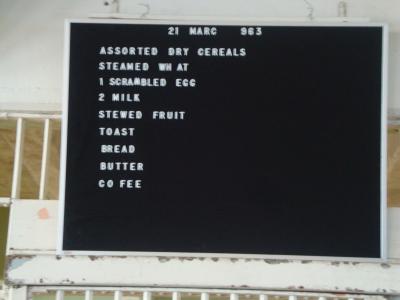 21 MARC 963
ASSORTED DRY CEREALS
STEAMED WH AT
1 SCRAMBLED EGG
2 MILK
STEWED FRUIT
TOAST
BREAD
BUTTER
CO FEE